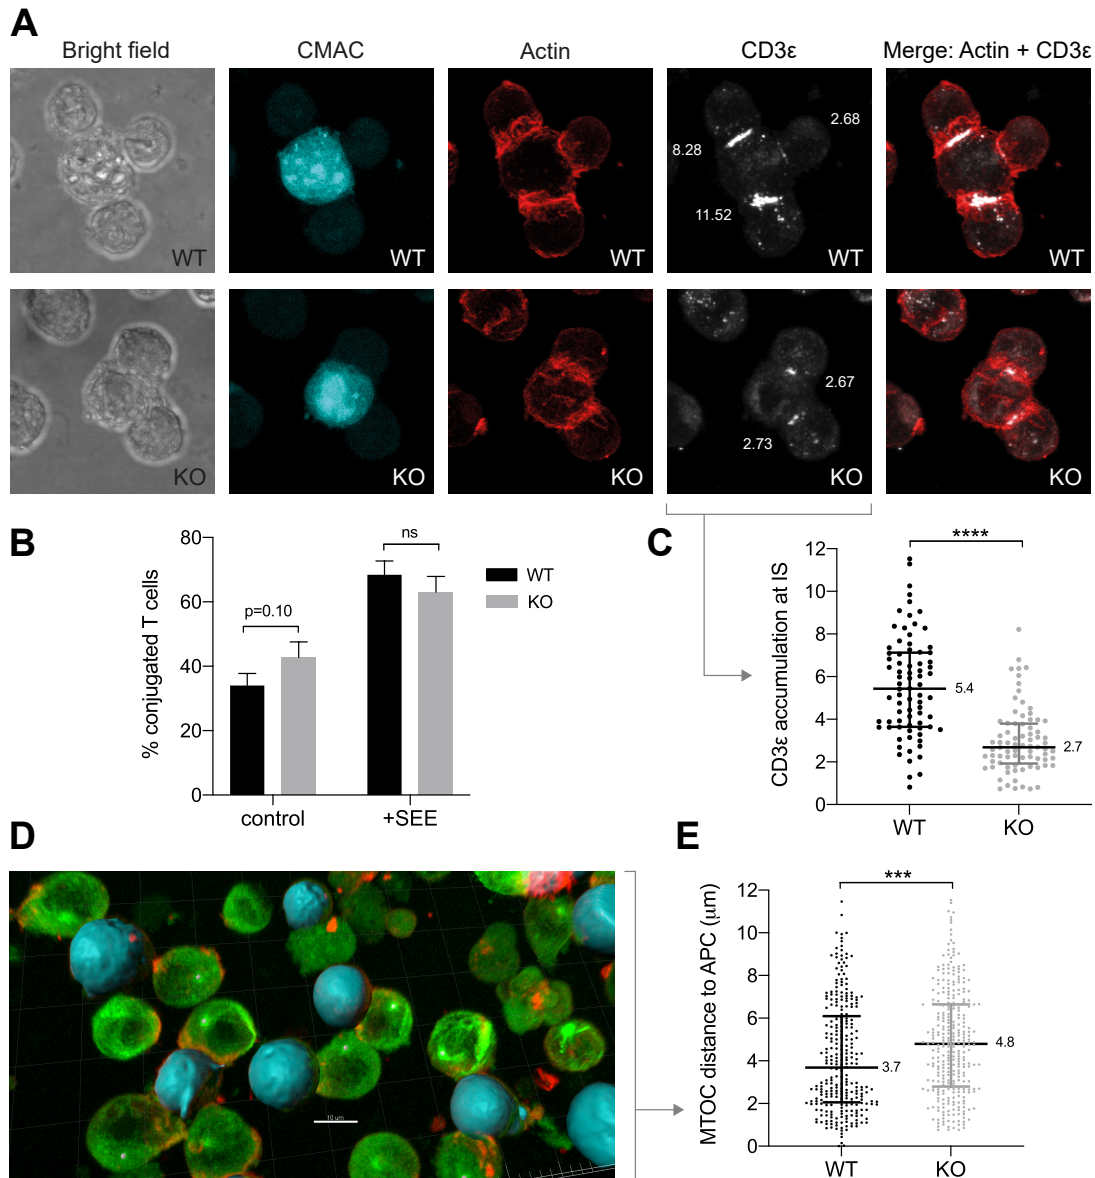 A
Bright field
CMAC
Actin
CD3ε
Merge: Actin + CD3ε
WT
WT
WT
2.68
8.28
11.52
WT
WT
KO
KO
KO
2.67
2.73
KO
KO
B
% conjugated T cells
80
60
40
20
0
p=0.10
ns
WT
KO
control
+SEE
C
CD3ε accumulation at IS
12
10
8
6
4
2
0
****
5.4
2.7
WT
KO
D
10 um
E
MTOC distance to APC (μm)
12
10
8
6
4
2
0
***
3.7
4.8
WT
KO